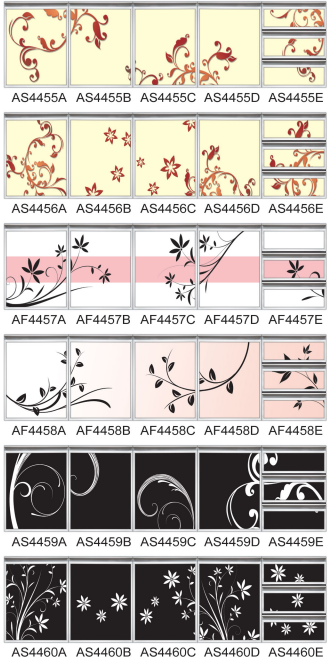 AS4455A AS4455B AS4455C AS4455D AS4455E
AS4456A AS4456B AS4456C AS4456D AS4456E
AF4457A AF4457B AF4457C AF4457D AF4457E
AF4458A AF4458B AF4458C AF4458D AF4458E
AS4459A AS4459B AS4459C AS4459D AS4459E
AS4460A AS4460B AS4460C AS4460D AS4460E